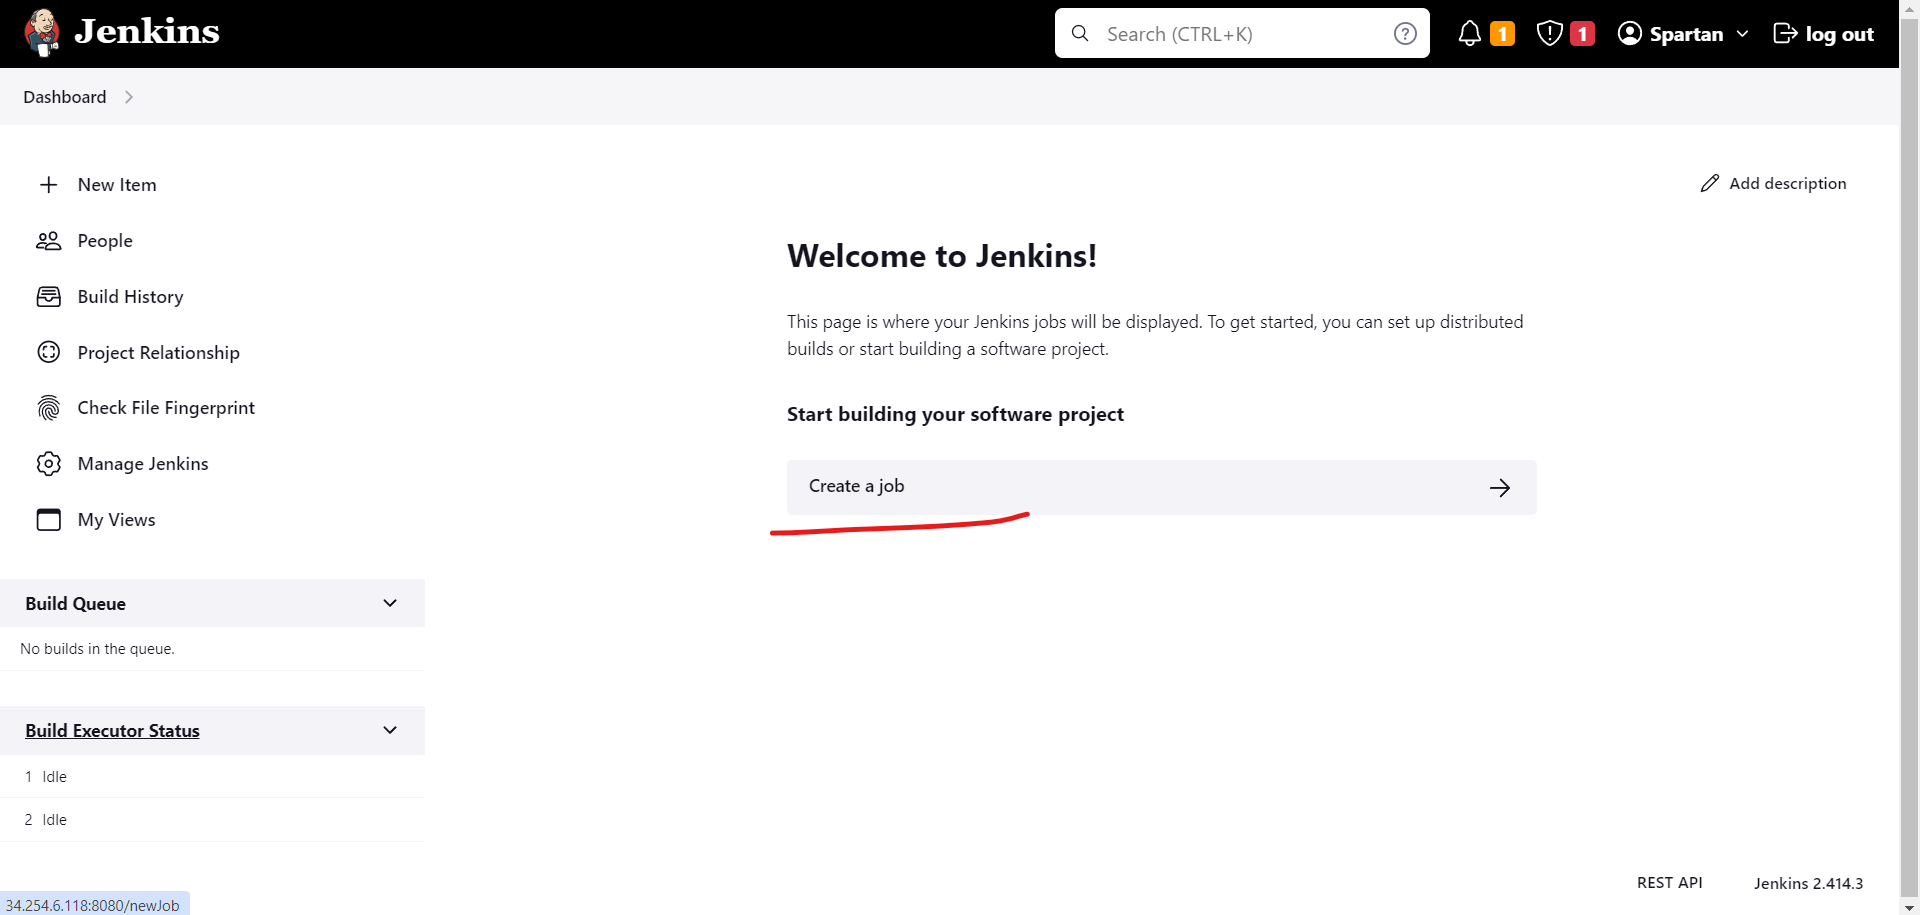 Jenkins
Search (CTRL+K)
1
1
Spartan
log out
Dashboard
New Item
People
Build History
Project Relationship
Check File Fingerprint
Manage Jenkins
My Views
Build Queue
No builds in the queue.
Build Executor Status
1 Idle
2 Idle
Add description
Welcome to Jenkins!
This page is where your Jenkins jobs will be displayed. To get started, you can set up distributed
builds or start building a software project.
Start building your software project
Create a job
REST API
Jenkins 2.414.3
34.254.6.118:8080/newJob